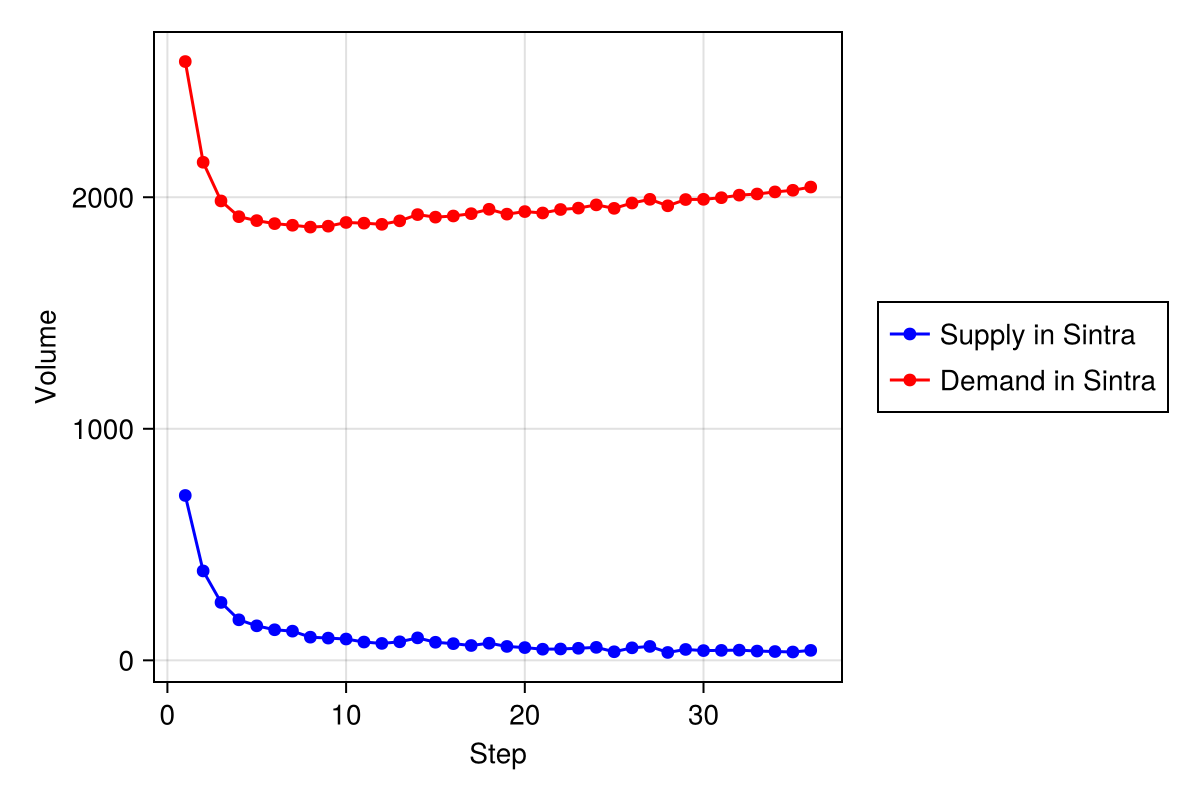 Volume
2000
1000
0
0 10 20 30
Step
Supply in Sintra
Demand in Sintra